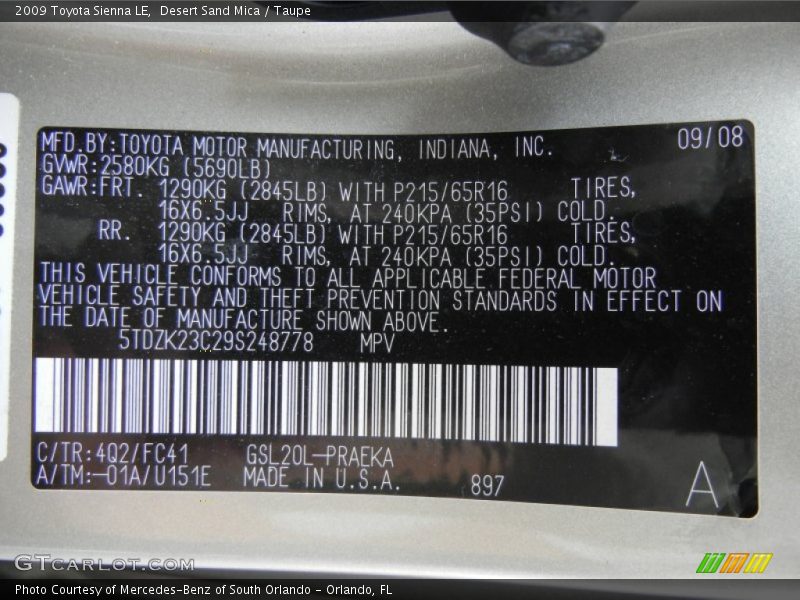 2009 Toyota Sienna LE,  Desert Sand Mica / Taupe
MFD.BY:TOYOTA MOTOR MANUFACTURING, INDIANA, INC. 09/08
GVWR:2580KG (5690LB)
GAWR:FRT. 1290KG (2845LB) WITH P215/65R16 TIRES,
16X6.5JJ RIMS, AT 240KPA (35PSI) COLD.
RR. 1290KG (2845LB) WITH P215/65R16 TIRES,
16X6.5JJ RIMS, AT 240KPA (35PSI) COLD.
THIS VEHICLE CONFORMS TO ALL APPLICABLE FEDERAL MOTOR
VEHICLE SAFETY AND THEFT PREVENTION STANDARDS IN EFFECT ON
THE DATE OF MANUFACTURE SHOWN ABOVE.
5TDZK23C29S248778 MPV
C/TR:4Q2/FC41 GSL20L-PRAEKA
A/TM:-01A/U151E MADE IN U.S.A. 897 A
GTCARLOT.COM
Photo Courtesy of Mercedes-Benz of South Orlando - Orlando, FL